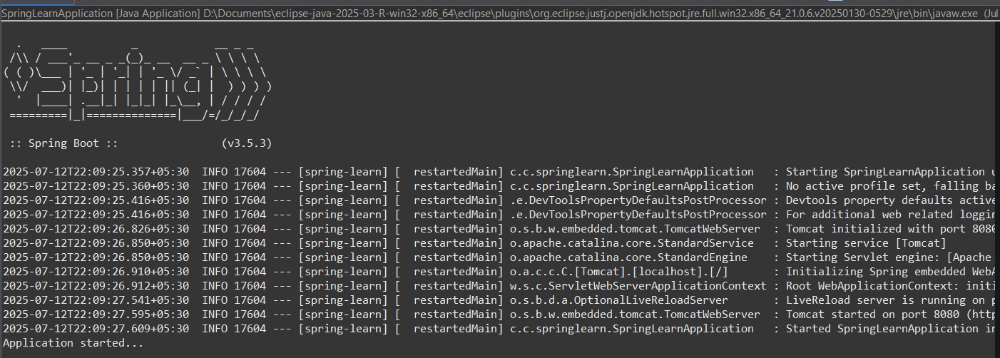 SpringLearnApplication [Java Application] D:\Documents\eclipse-java-2025-03-R-win32-x86_64\eclipse\plugins\org.eclipse.justj.openjdk.hotspot.jre.full.win32.x86_64_21.0.6.v20250130-0529\jre\bin\javaw.exe (Jul
  .   ____          _            __ _ _
 /\\ / ___'_ __ _ _(_)_ __  __ _ \ \ \ \
( ( )\___ | '_ | '_| | '_ \/ _` | \ \ \ \
 \\/  ___)| |_)| | | | | || (_| |  ) ) ) )
  '  |____| .__|_| |_|_| |_\__, | / / / /
 =========|_|==============|___/=/_/_/_/
 :: Spring Boot ::                (v3.5.3)
2025-07-12T22:09:25.357+05:30  INFO 17604 --- [spring-learn] [  restartedMain] c.c.springlearn.SpringLearnApplication   : Starting SpringLearnApplication u
2025-07-12T22:09:25.360+05:30  INFO 17604 --- [spring-learn] [  restartedMain] c.c.springlearn.SpringLearnApplication   : No active profile set, falling ba
2025-07-12T22:09:25.416+05:30  INFO 17604 --- [spring-learn] [  restartedMain] .e.DevToolsPropertyDefaultsPostProcessor : Devtools property defaults active
2025-07-12T22:09:25.416+05:30  INFO 17604 --- [spring-learn] [  restartedMain] .e.DevToolsPropertyDefaultsPostProcessor : For additional web related loggin
2025-07-12T22:09:26.826+05:30  INFO 17604 --- [spring-learn] [  restartedMain] o.s.b.w.embedded.tomcat.TomcatWebServer  : Tomcat initialized with port 8080
2025-07-12T22:09:26.850+05:30  INFO 17604 --- [spring-learn] [  restartedMain] o.apache.catalina.core.StandardService   : Starting service [Tomcat]
2025-07-12T22:09:26.850+05:30  INFO 17604 --- [spring-learn] [  restartedMain] o.apache.catalina.core.StandardEngine    : Starting Servlet engine: [Apache
2025-07-12T22:09:26.910+05:30  INFO 17604 --- [spring-learn] [  restartedMain] o.a.c.c.C.[Tomcat].[localhost].[/]       : Initializing Spring embedded WebA
2025-07-12T22:09:26.912+05:30  INFO 17604 --- [spring-learn] [  restartedMain] w.s.c.ServletWebServerApplicationContext : Root WebApplicationContext: initi
2025-07-12T22:09:27.541+05:30  INFO 17604 --- [spring-learn] [  restartedMain] o.s.b.d.a.OptionalLiveReloadServer       : LiveReload server is running on p
2025-07-12T22:09:27.595+05:30  INFO 17604 --- [spring-learn] [  restartedMain] o.s.b.w.embedded.tomcat.TomcatWebServer  : Tomcat started on port 8080 (http
2025-07-12T22:09:27.609+05:30  INFO 17604 --- [spring-learn] [  restartedMain] c.c.springlearn.SpringLearnApplication   : Started SpringLearnApplication in
Application started...